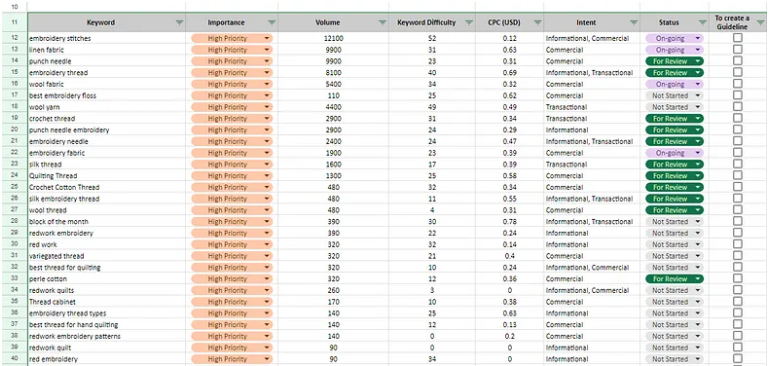 10
11 Keyword Importance Volume Keyword Difficulty CPC (USD) Intent Status To create a Guideline
12 embroidery stitches High Priority 12100 52 0.12 Informational, Commercial On-going
13 linen fabric High Priority 9900 31 0.63 Commercial On-going
14 punch needle High Priority 9900 23 0.31 Commercial For Review
15 embroidery thread High Priority 8100 40 0.69 Informational, Transactional For Review
16 wool fabric High Priority 5400 34 0.32 Commercial On-going
17 best embroidery floss High Priority 110 25 0.62 Commercial Not Started
18 wool yarn High Priority 4400 49 0.49 Transactional Not Started
19 crochet thread High Priority 2900 31 0.34 Transactional For Review
20 punch needle embroidery High Priority 2900 24 0.29 Informational For Review
21 embroidery needle High Priority 2400 24 0.47 Informational, Transactional For Review
22 embroidery fabric High Priority 1900 23 0.39 Commercial On-going
23 silk thread High Priority 1600 17 0.39 Transactional For Review
24 Quilting Thread High Priority 1300 25 0.58 Commercial For Review
25 Crochet Cotton Thread High Priority 480 32 0.34 Commercial For Review
26 silk embroidery thread High Priority 480 11 0.55 Informational, Transactional For Review
27 wool thread High Priority 480 4 0.31 Commercial For Review
28 block of the month High Priority 390 30 0.78 Informational, Transactional Not Started
29 redwork embroidery High Priority 390 22 0.24 Informational Not Started
30 red work High Priority 320 32 0.14 Informational Not Started
31 variegated thread High Priority 320 21 0.4 Commercial Not Started
32 best thread for quilting High Priority 320 10 0.24 Informational, Commercial Not Started
33 perle cotton High Priority 320 12 0.36 Commercial For Review
34 redwork quilts High Priority 260 3 0 Informational, Commercial Not Started
35 Thread cabinet High Priority 170 10 0.38 Commercial Not Started
36 embroidery thread types High Priority 140 25 0.63 Informational Not Started
37 best thread for hand quilting High Priority 140 12 0.13 Commercial Not Started
38 redwork embroidery patterns High Priority 140 0 0.2 Commercial Not Started
39 redwork quilt High Priority 90 0 0 Informational Not Started
40 red embroidery High Priority 90 34 0 Informational Not Started